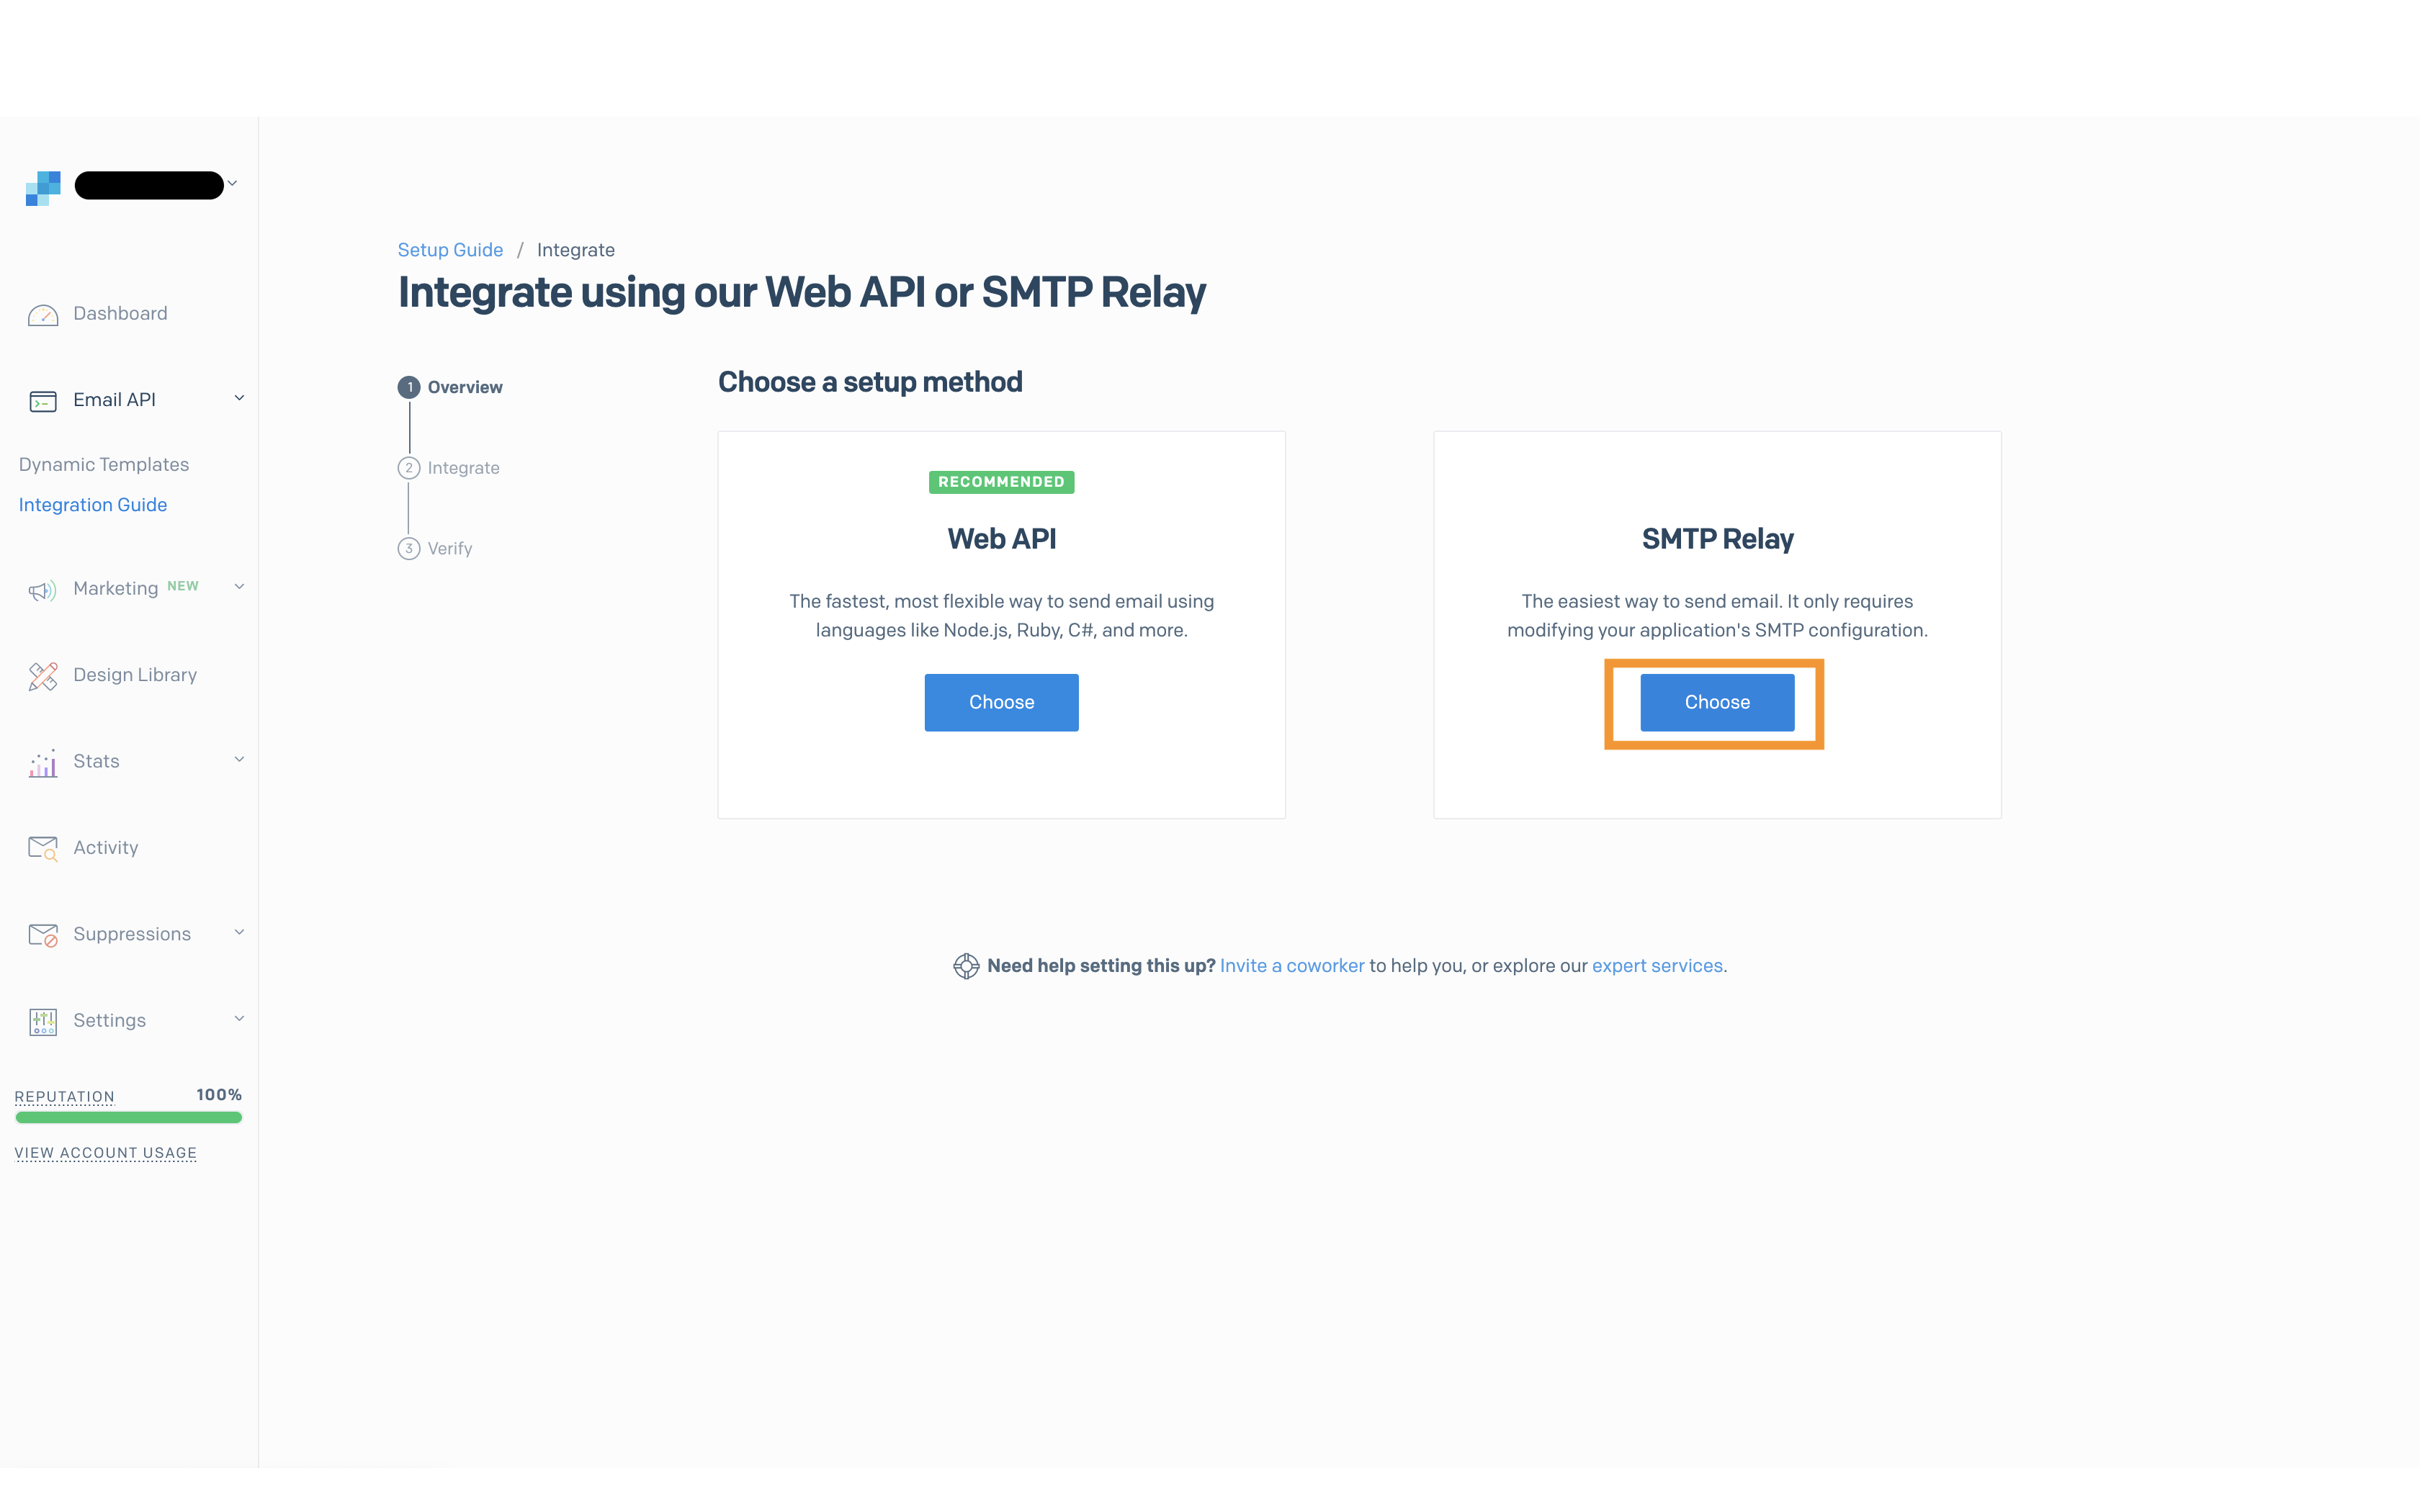 Dashboard
Email API
Dynamic Templates
Integration Guide
Marketing NEW
Design Library
Stats
Activity
Suppressions
Settings
REPUTATION 100%
VIEW ACCOUNT USAGE
Setup Guide / Integrate
Integrate using our Web API or SMTP Relay
1 Overview
2 Integrate
3 Verify
Choose a setup method
RECOMMENDED
Web API
The fastest, most flexible way to send email using
languages like Node.js, Ruby, C#, and more.
Choose
SMTP Relay
The easiest way to send email. It only requires
modifying your application's SMTP configuration.
Choose
Need help setting this up? Invite a coworker to help you, or explore our expert services.